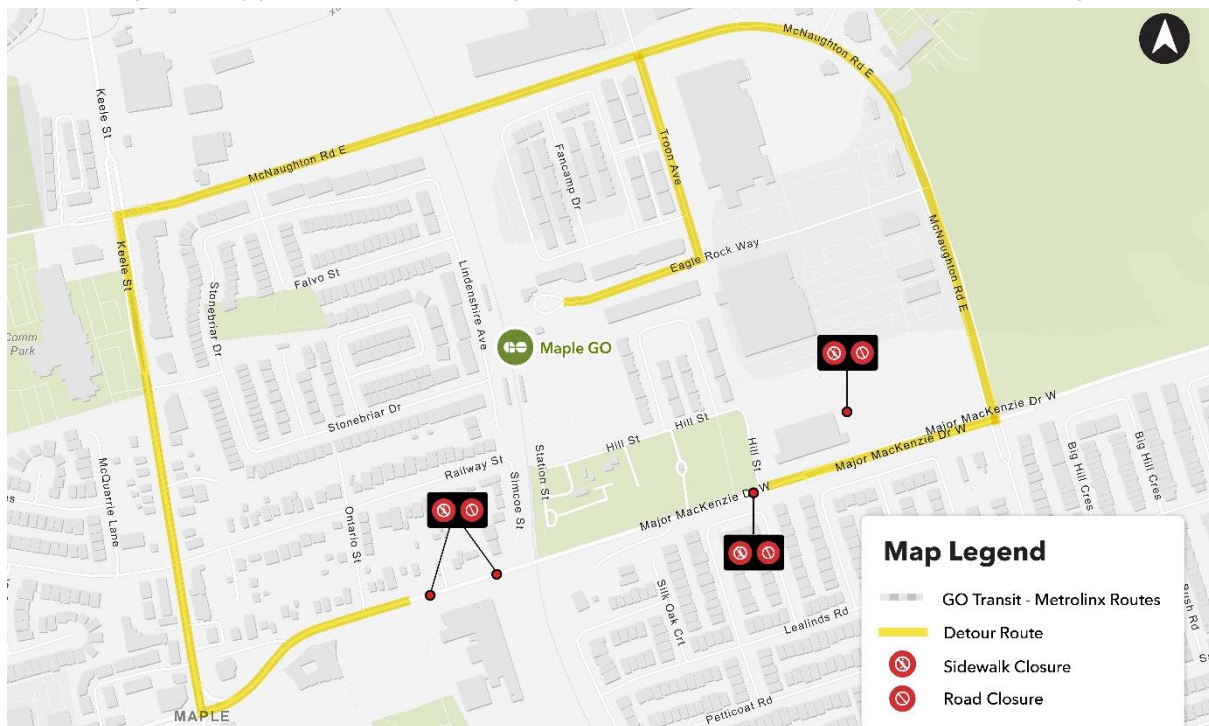 McNaughton Rd E
Keele St
McNaughton Rd E
Troon Ave
Fancamp Dr
McNaughton Rd E
Keele St
Falvo St
Stonebriar Dr
Lindenshire Ave
Eagle Rock Way
Comm
Park
GO
Maple GO
Stonebriar Dr
Hill St
Hill St
Hill St
Major MacKenzie Dr W
Major MacKenzie Dr W
Major MacKenzie Dr W
Big Hill Cres
Big Hill Cres
McQuarrie Lane
Railway St
Simcoe St
Station St
Ontario St
Silk Oak Crt
Lealinds Rd
Petticoat Rd
Rush Rd
MAPLE
Map Legend
GO Transit - Metrolinx Routes
Detour Route
Sidewalk Closure
Road Closure